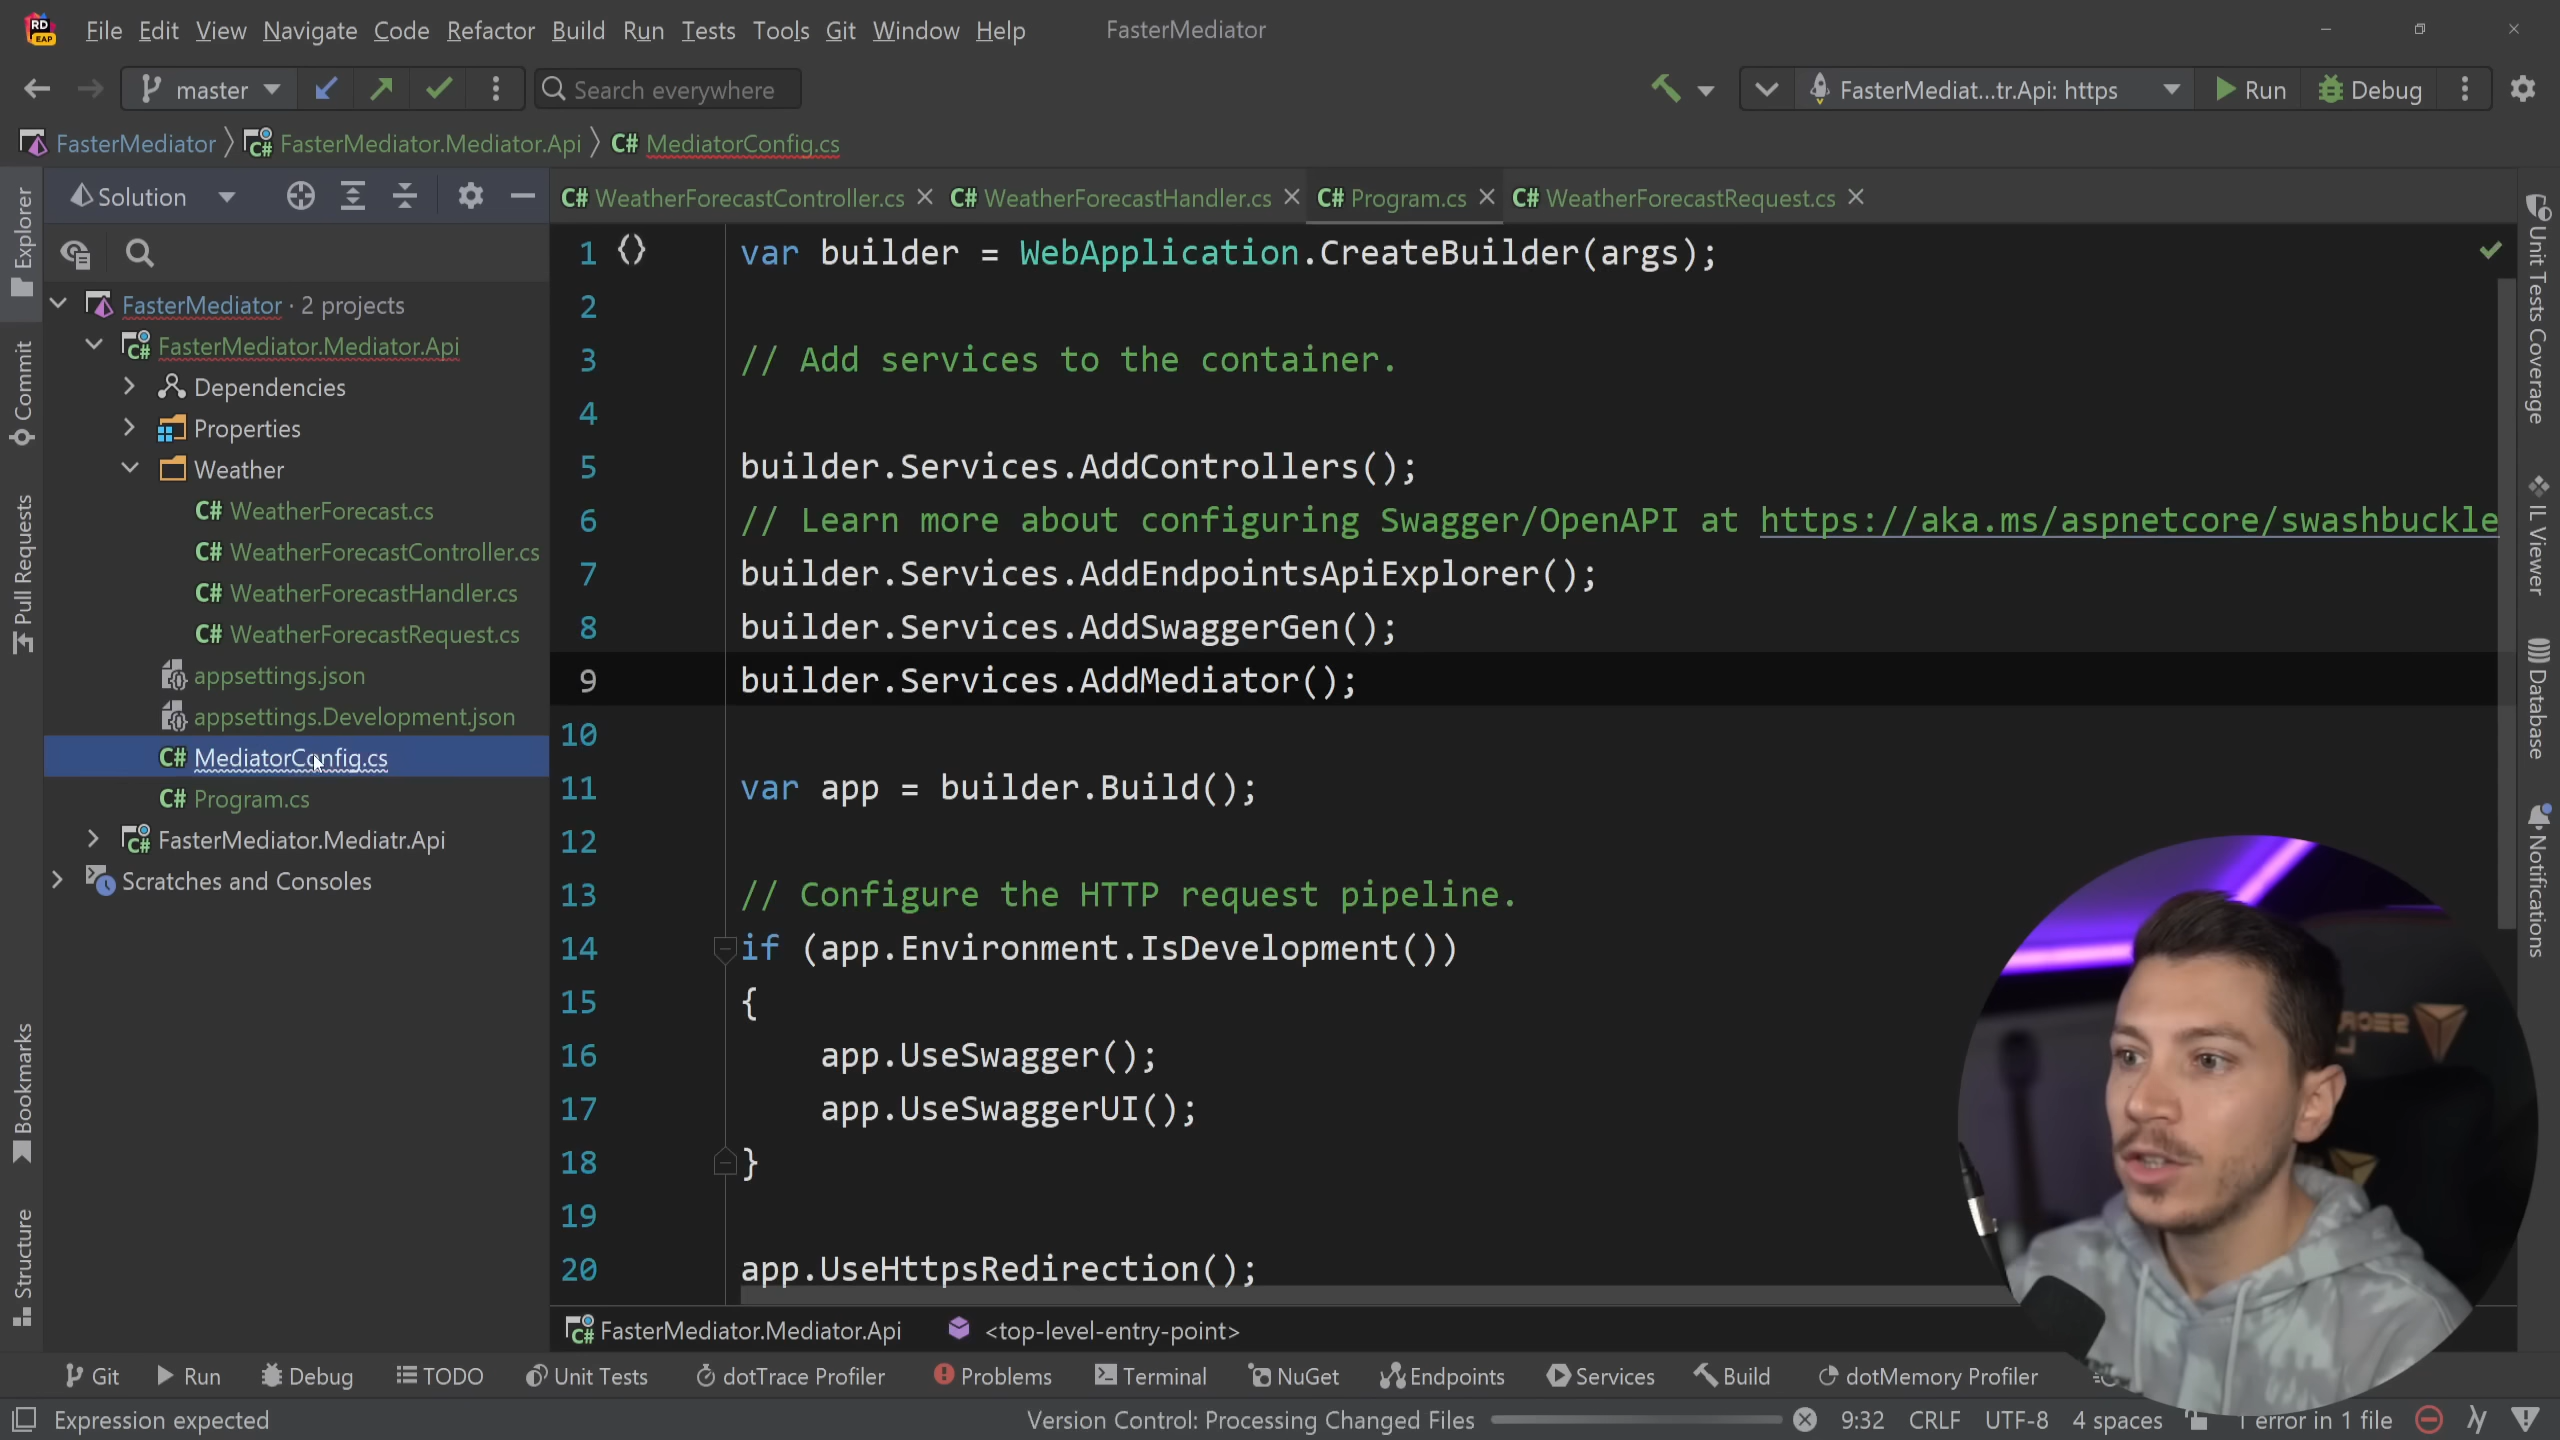 RD
EAP
File Edit View Navigate Code Refactor Build Run Tests Tools Git Window Help FasterMediator
master Search everywhere FasterMediat...tr.Api: https Run Debug
FasterMediator FasterMediator.Mediator.Api C# MediatorConfig.cs
Solution
C# WeatherForecastController.cs C# WeatherForecastHandler.cs C# Program.cs C# WeatherForecastRequest.cs
Explorer
Commit
Pull Requests
Bookmarks
Structure
FasterMediator · 2 projects
C# FasterMediator.Mediator.Api
Dependencies
Properties
Weather
C# WeatherForecast.cs
C# WeatherForecastController.cs
C# WeatherForecastHandler.cs
C# WeatherForecastRequest.cs
appsettings.json
appsettings.Development.json
C# MediatorConfig.cs
C# Program.cs
C# FasterMediator.Mediatr.Api
Scratches and Consoles
1 {} var builder = WebApplication.CreateBuilder(args);
2
3 // Add services to the container.
4
5 builder.Services.AddControllers();
6 // Learn more about configuring Swagger/OpenAPI at https://aka.ms/aspnetcore/swashbuckle
7 builder.Services.AddEndpointsApiExplorer();
8 builder.Services.AddSwaggerGen();
9 builder.Services.AddMediator();
10
11 var app = builder.Build();
12
13 // Configure the HTTP request pipeline.
14 if (app.Environment.IsDevelopment())
15 {
16 app.UseSwagger();
17 app.UseSwaggerUI();
18 }
19
20 app.UseHttpsRedirection();
Unit Tests Coverage
IL Viewer
Database
Notifications
C# FasterMediator.Mediator.Api <top-level-entry-point>
Git Run Debug TODO Unit Tests dotTrace Profiler Problems Terminal NuGet Endpoints Services Build dotMemory Profiler
Expression expected Version Control: Processing Changed Files 9:32 CRLF UTF-8 4 spaces 1 error in 1 file